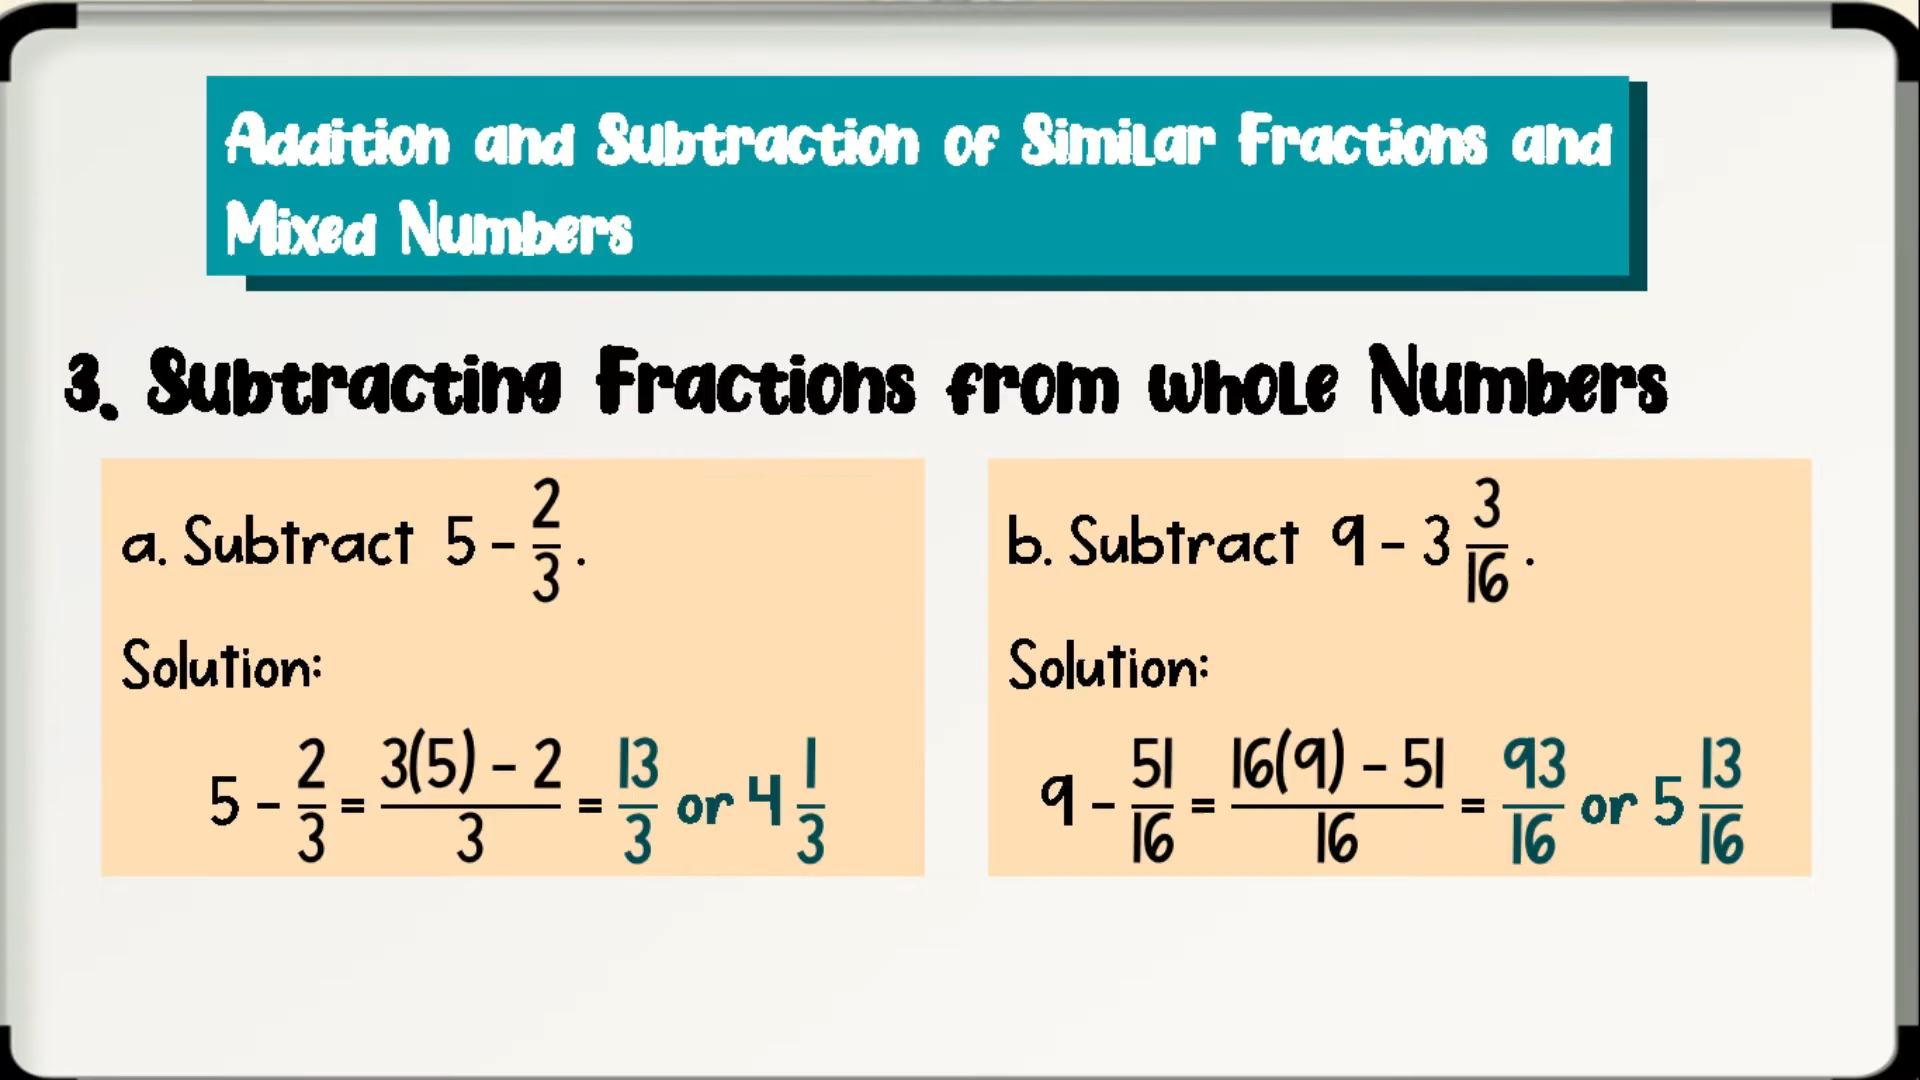 Addition and Subtraction of Similar Fractions and
Mixed Numbers
3. Subtracting Fractions from whole Numbers
a. Subtract 5 - 2/3.
Solution:
5 - 2/3 = 3(5) - 2/3 = 13/3 or 4 1/3
b. Subtract 9 - 3 3/16.
Solution:
9 - 51/16 = 16(9) - 51/16 = 93/16 or 5 13/16